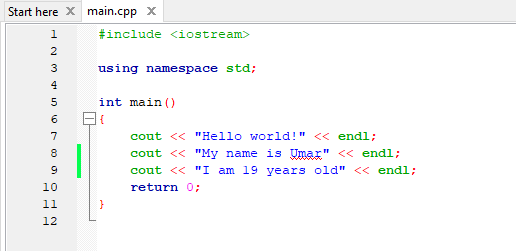 Start here X main.cpp X
1 #include <iostream>
2
3 using namespace std;
4
5 int main()
6 {
7 cout << "Hello world!" << endl;
8 cout << "My name is Umar" << endl;
9 cout << "I am 19 years old" << endl;
10 return 0;
11 }
12